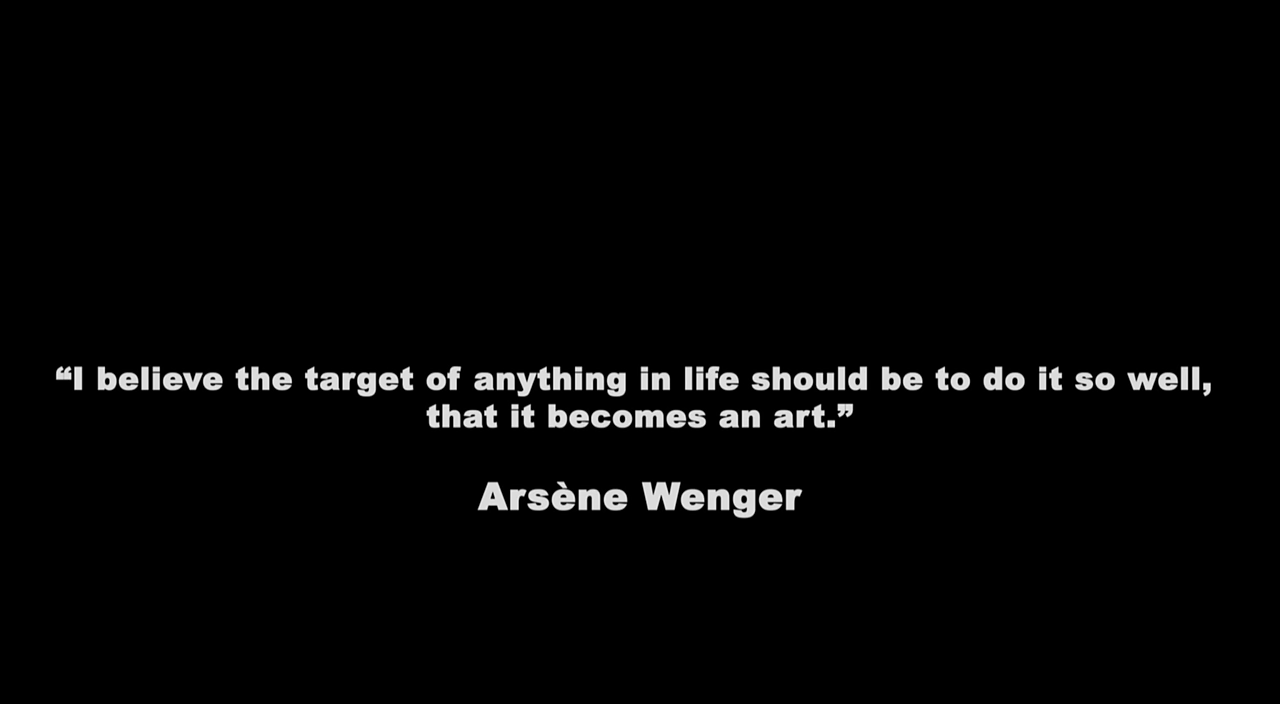 ❝I believe the target of anything in life should be to do it so well,
that it becomes an art.❞
Arsène Wenger